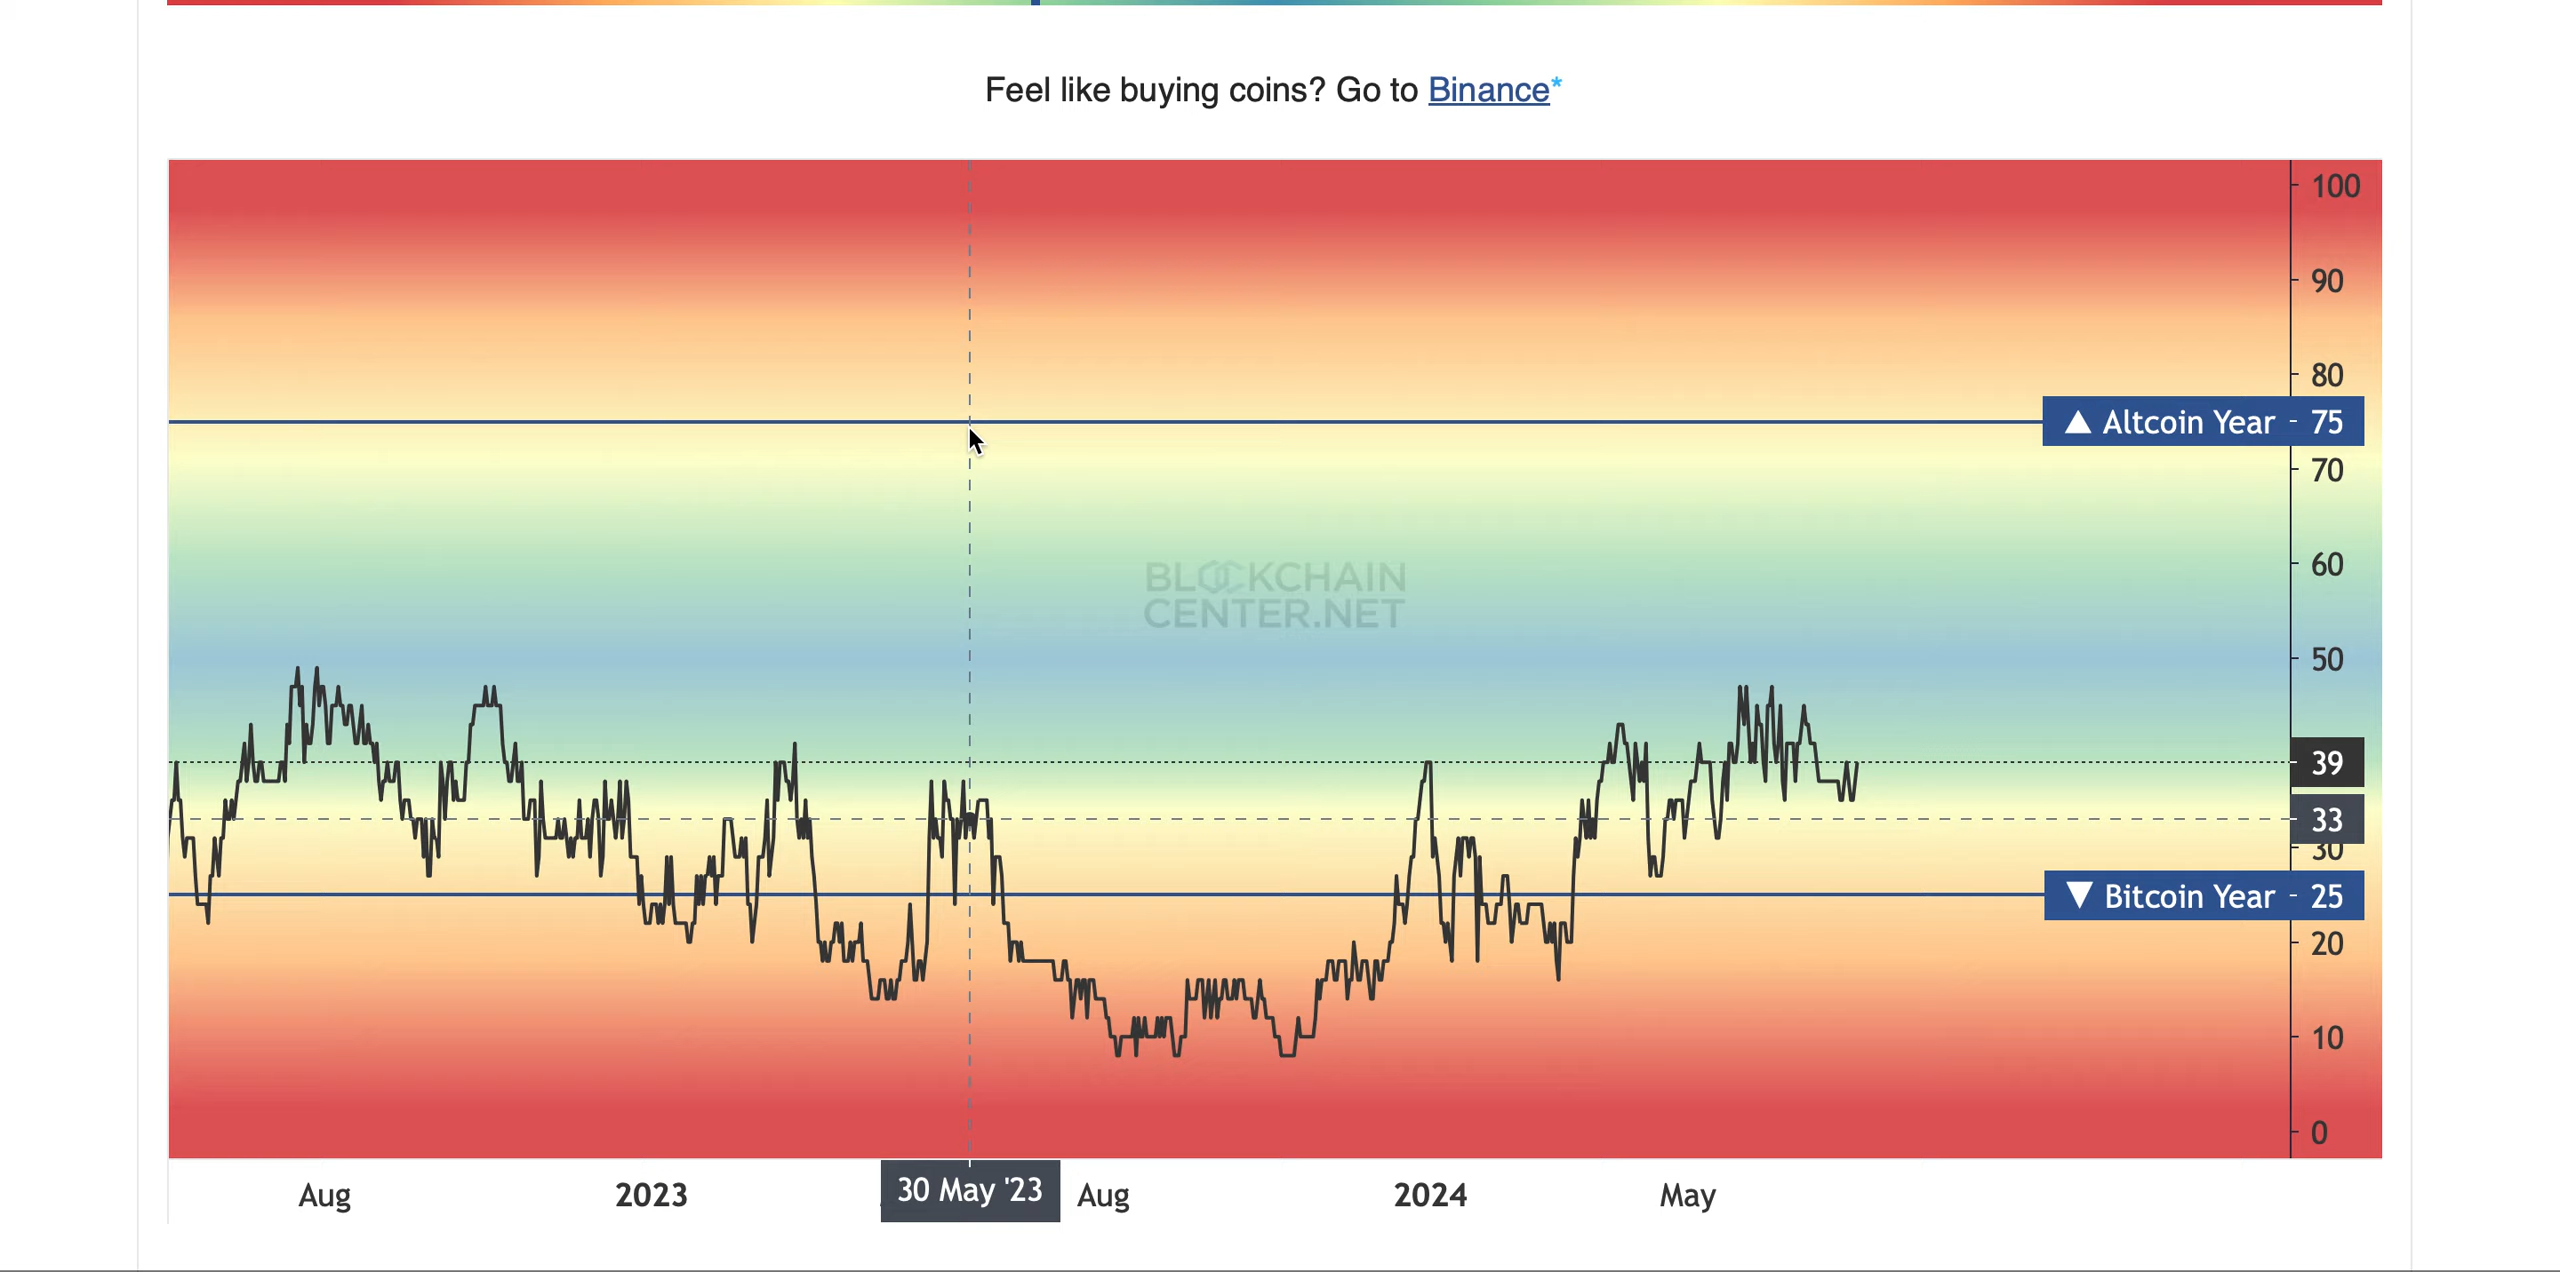 Feel like buying coins? Go to Binance*
100
90
80
▲ Altcoin Year - 75
70
60
BLOCKCHAIN
CENTER.NET
50
39
33
30
▼ Bitcoin Year - 25
20
10
0
Aug 2023 30 May '23 Aug 2024 May